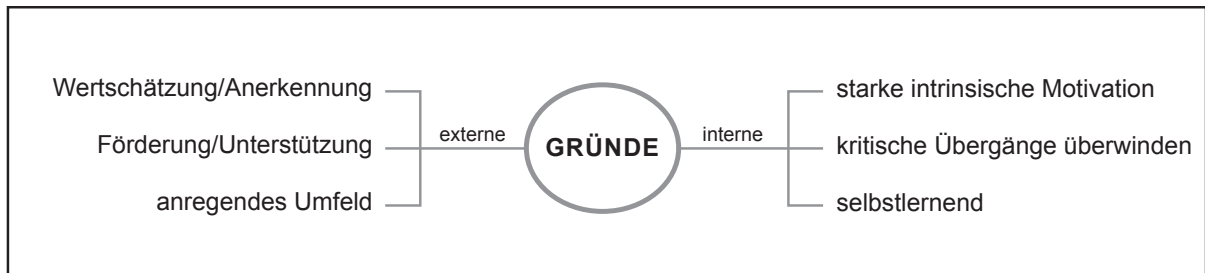 Wertschätzung/Anerkennung
Förderung/Unterstützung
anregendes Umfeld
externe
GRÜNDE
interne
starke intrinsische Motivation
kritische Übergänge überwinden
selbstlernend